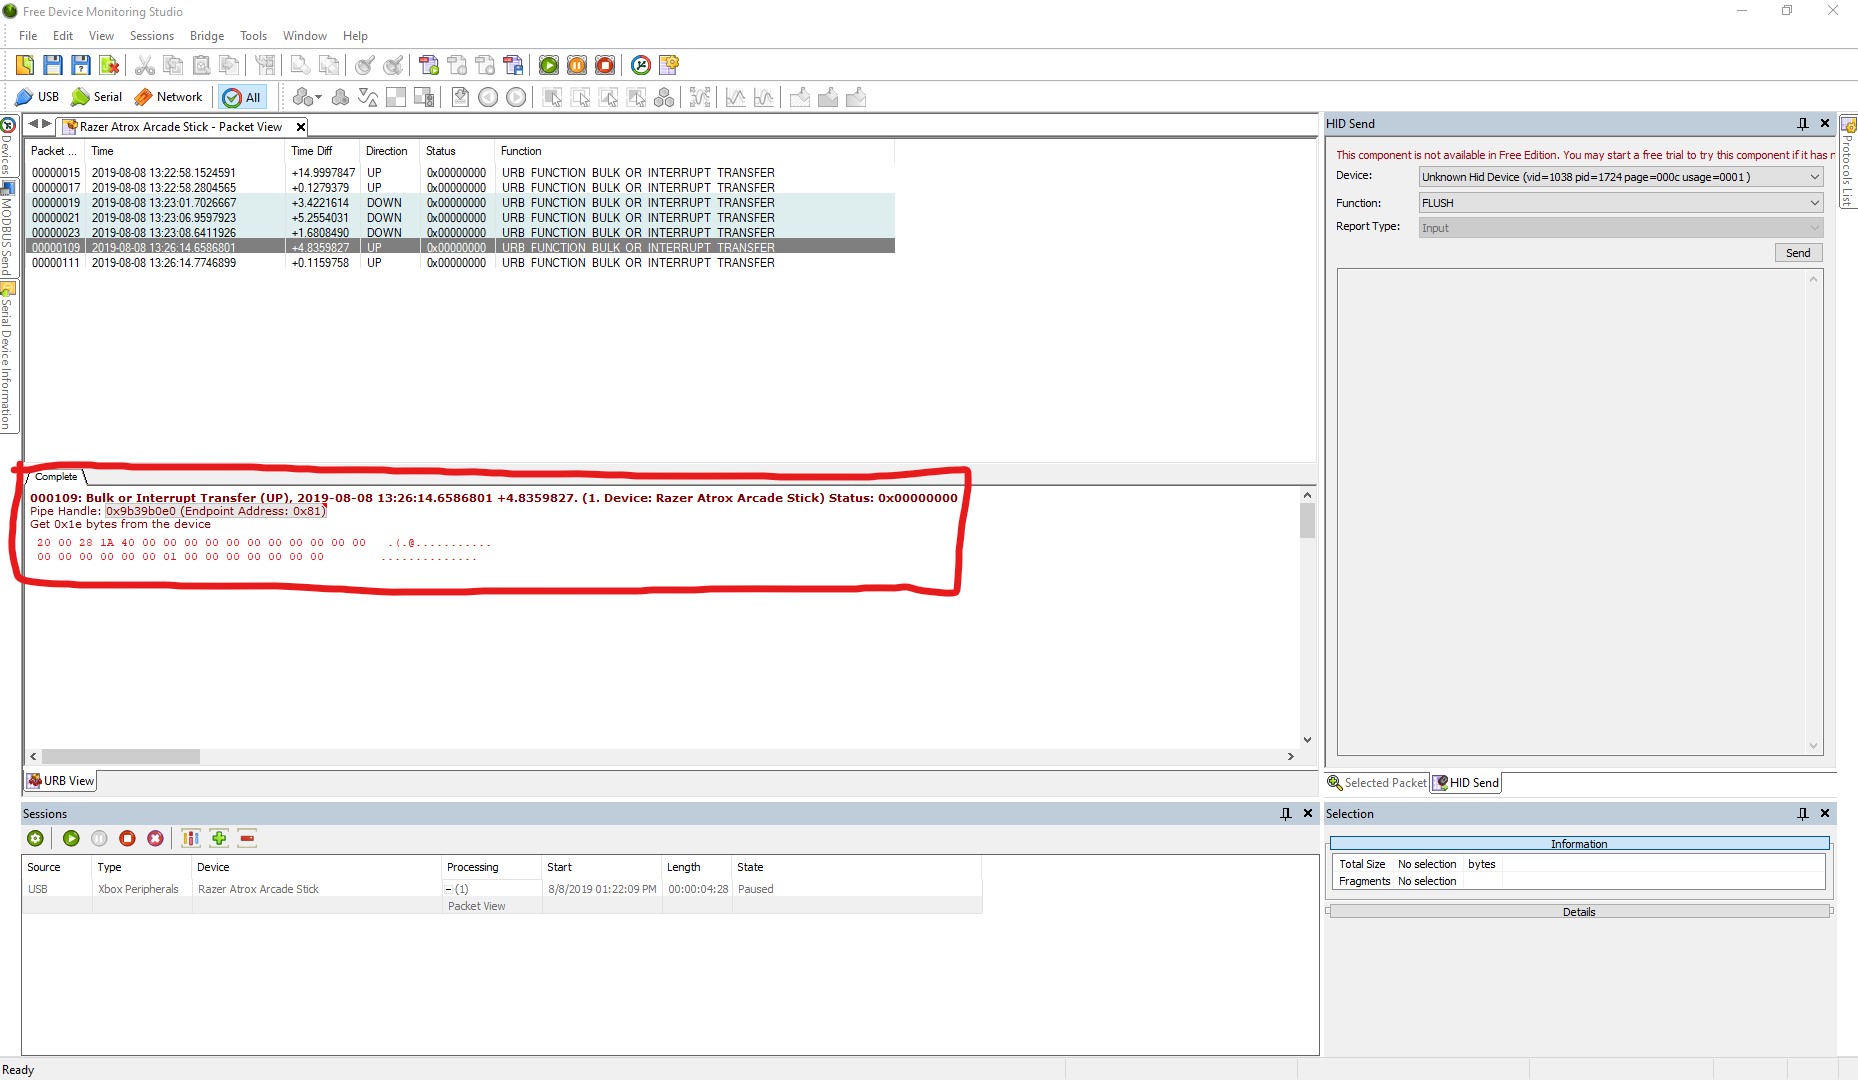 Free Device Monitoring Studio
File Edit View Sessions Bridge Tools Window Help
USB Serial Network All
Devices
MODBUS Send
Serial Device Information
Razer Atrox Arcade Stick - Packet View
Packet ... Time Time Diff Direction Status Function
00000015 2019-08-08 13:22:58.1524591 +14.9997847 UP 0x00000000 URB FUNCTION BULK OR INTERRUPT TRANSFER
00000017 2019-08-08 13:22:58.2804565 +0.1279379 UP 0x00000000 URB FUNCTION BULK OR INTERRUPT TRANSFER
00000019 2019-08-08 13:23:01.7026667 +3.4221614 DOWN 0x00000000 URB FUNCTION BULK OR INTERRUPT TRANSFER
00000021 2019-08-08 13:23:06.9597923 +5.2554031 DOWN 0x00000000 URB FUNCTION BULK OR INTERRUPT TRANSFER
00000023 2019-08-08 13:23:08.6411926 +1.6808490 DOWN 0x00000000 URB FUNCTION BULK OR INTERRUPT TRANSFER
00000109 2019-08-08 13:26:14.6586801 +4.8359827 UP 0x00000000 URB FUNCTION BULK OR INTERRUPT TRANSFER
00000111 2019-08-08 13:26:14.7746899 +0.1159758 UP 0x00000000 URB FUNCTION BULK OR INTERRUPT TRANSFER
Complete
000109: Bulk or Interrupt Transfer (UP), 2019-08-08 13:26:14.6586801 +4.8359827. (1. Device: Razer Atrox Arcade Stick) Status: 0x00000000
Pipe Handle: 0x9b39b0e0 (Endpoint Address: 0x81)
Get 0x1e bytes from the device
20 00 28 1A 40 00 00 00 00 00 00 00 00 00 00 00 .(.@...........
00 00 00 00 00 00 01 00 00 00 00 00 00 00 ..............
URB View
HID Send
This component is not available in Free Edition. You may start a free trial to try this component if it has r
Device: Unknown Hid Device (vid=1038 pid=1724 page=000c usage=0001 )
Function: FLUSH
Report Type: Input
Send
Selected Packet HID Send
Protocols List
Sessions
Source Type Device Processing Start Length State
USB Xbox Peripherals Razer Atrox Arcade Stick (1) 8/8/2019 01:22:09 PM 00:00:04:28 Paused
Packet View
Selection
Information
Total Size No selection bytes
Fragments No selection
Details
Ready